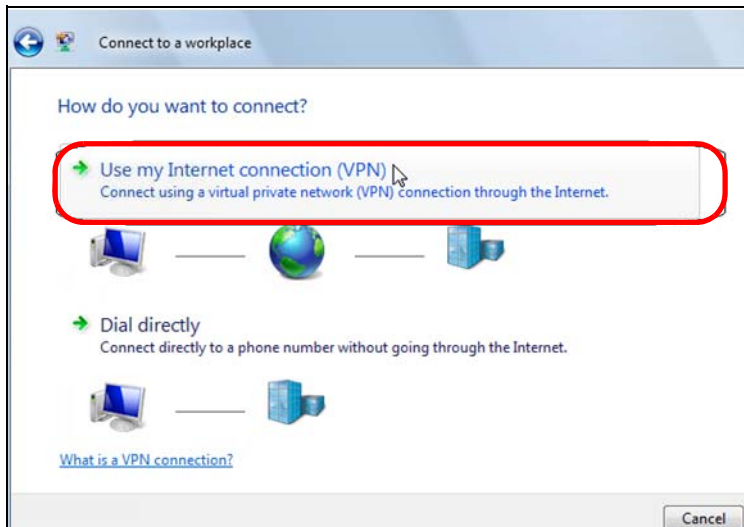 Connect to a workplace
How do you want to connect?
Use my Internet connection (VPN)
Connect using a virtual private network (VPN) connection through the Internet.
Dial directly
Connect directly to a phone number without going through the Internet.
What is a VPN connection?
Cancel